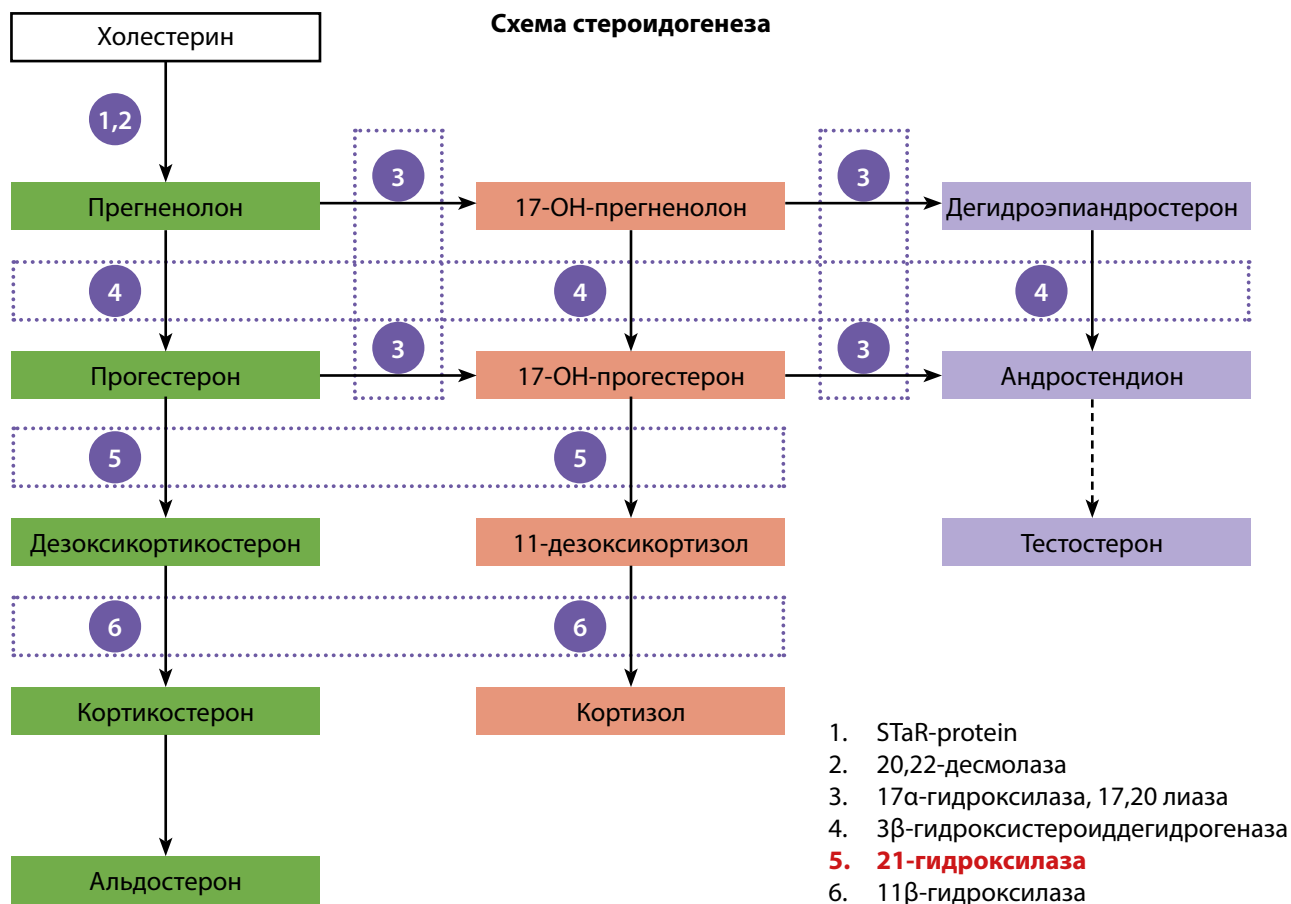 Схема стероидогенеза
Холестерин
1,2
3
3
Прегненолон
17-ОН-прегненолон
Дегидроэпиандростерон
4
4
4
3
3
Прогестерон
17-ОН-прогестерон
Андростендион
5
5
Дезоксикортикостерон
11-дезоксикортизол
Тестостерон
6
6
Кортикостерон
Кортизол
Альдостерон
1. STaR-protein
2. 20,22-десмолаза
3. 17α-гидроксилаза, 17,20 лиаза
4. 3β-гидроксистероиддегидрогеназа
5. 21-гидроксилаза
6. 11β-гидроксилаза